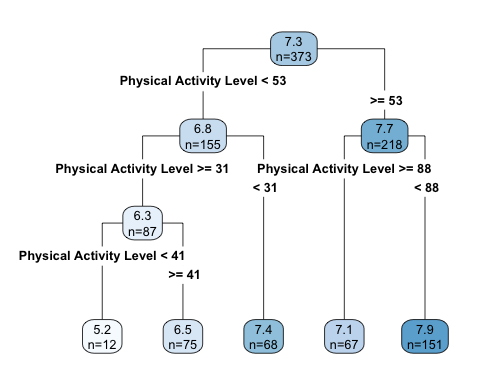 7.3
n=373
Physical Activity Level < 53
>= 53
6.8
n=155
7.7
n=218
Physical Activity Level >= 31
< 31
Physical Activity Level >= 88
< 88
6.3
n=87
Physical Activity Level < 41
>= 41
5.2
n=12
6.5
n=75
7.4
n=68
7.1
n=67
7.9
n=151